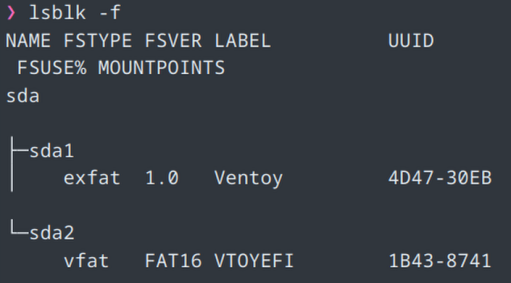 ❯ lsblk -f
NAME FSTYPE FSVER LABEL UUID
FSUSE% MOUNTPOINTS
sda
├─sda1
│ exfat 1.0 Ventoy 4D47-30EB
└─sda2
vfat FAT16 VTOYEFI 1B43-8741